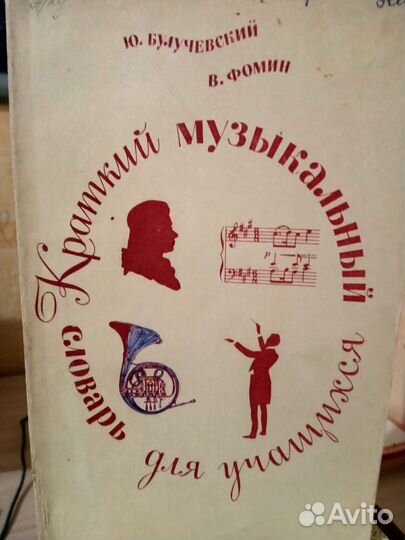 Ю. БУЛУЧЕВСКИЙ
В. ФОМИН
Краткий музыкальный
словарь
для учащихся
Avito